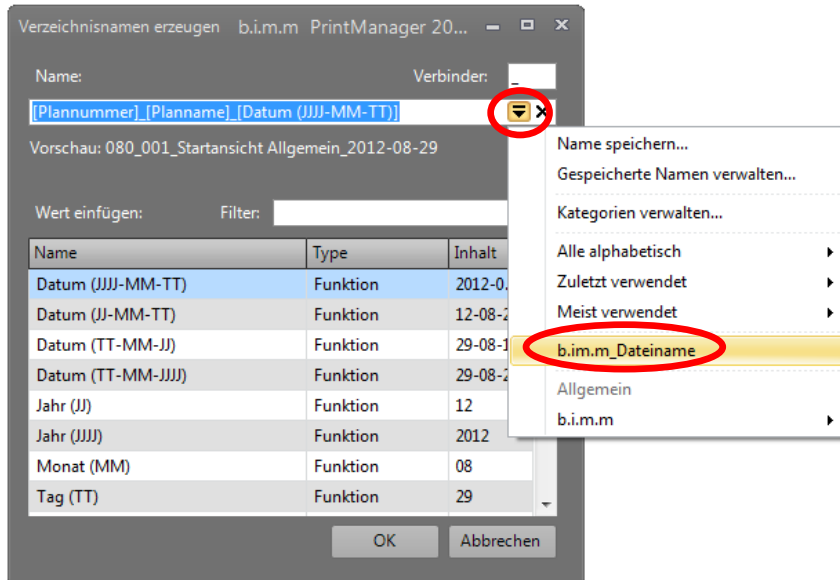 Verzeichnisnamen erzeugen b.i.m.m PrintManager 20...
Name: Verbinder: _
[Plannummer]_[Planname]_[Datum (JJJJ-MM-TT)]
Vorschau: 080_001_Startansicht Allgemein_2012-08-29
Wert einfügen: Filter:
Name Type Inhalt
Datum (JJJJ-MM-TT) Funktion 2012-0.
Datum (JJ-MM-TT) Funktion 12-08-2
Datum (TT-MM-JJ) Funktion 29-08-1
Datum (TT-MM-JJJJ) Funktion 29-08-2
Jahr (JJ) Funktion 12
Jahr (JJJJ) Funktion 2012
Monat (MM) Funktion 08
Tag (TT) Funktion 29
OK Abbrechen
Name speichern...
Gespeicherte Namen verwalten...
Kategorien verwalten...
Alle alphabetisch
Zuletzt verwendet
Meist verwendet
b.im.m_Dateiname
Allgemein
b.i.m.m